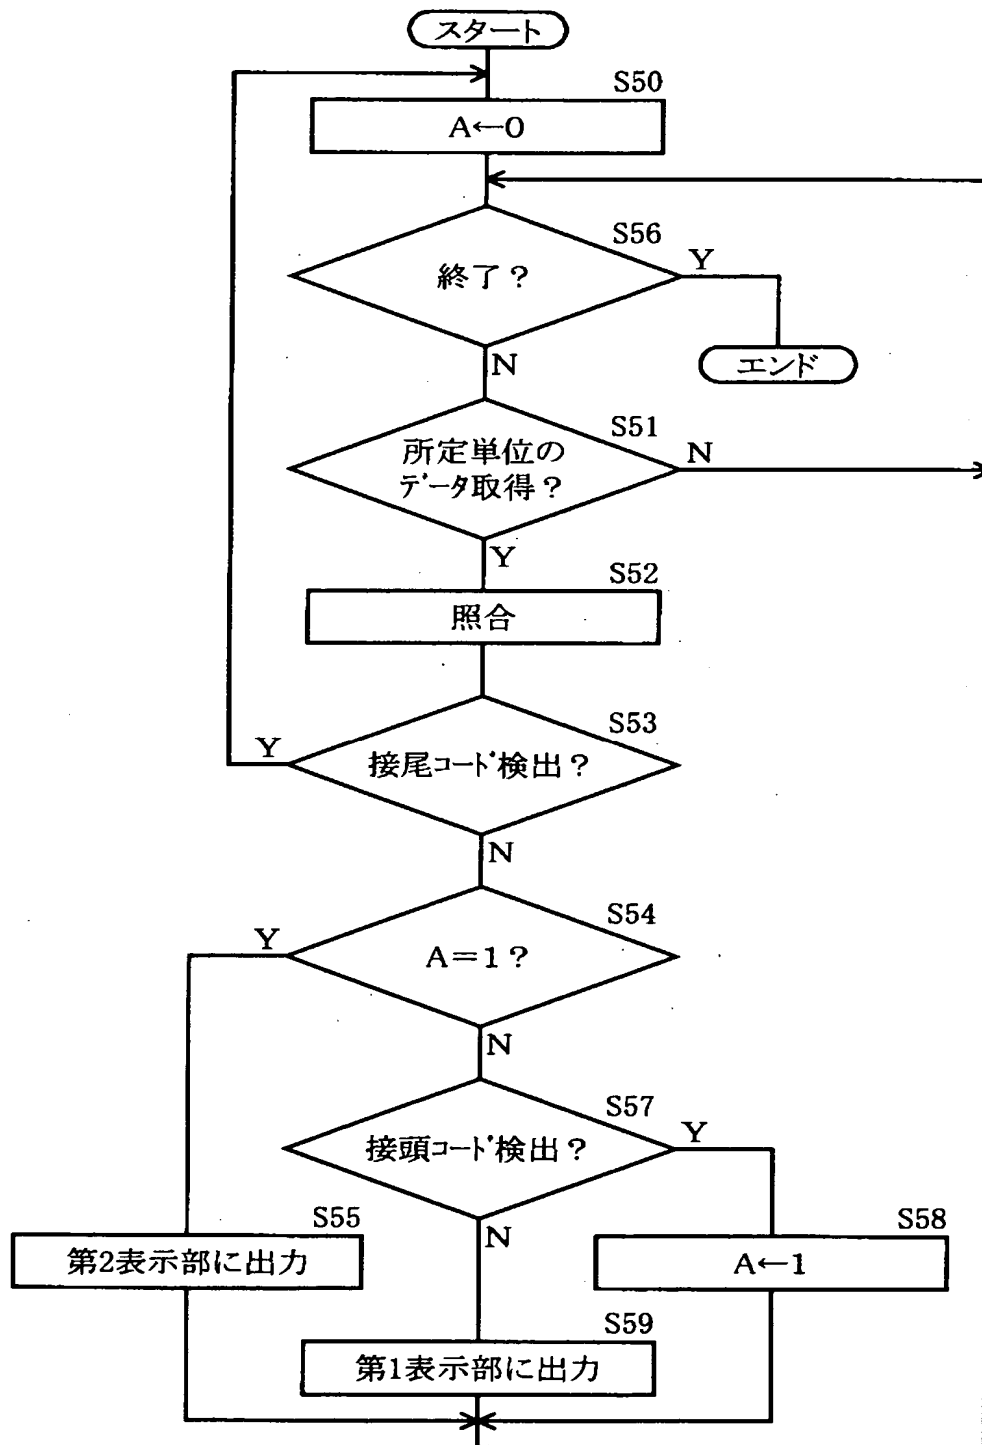 スタート
S50
A←0
S56
終了？
Y
N
エンド
S51
所定単位の
データ取得？
N
Y
S52
照合
S53
接尾コード検出？
Y
N
S54
A＝1？
Y
N
S57
接頭コード検出？
Y
N
S55
第2表示部に出力
S58
A←1
S59
第1表示部に出力